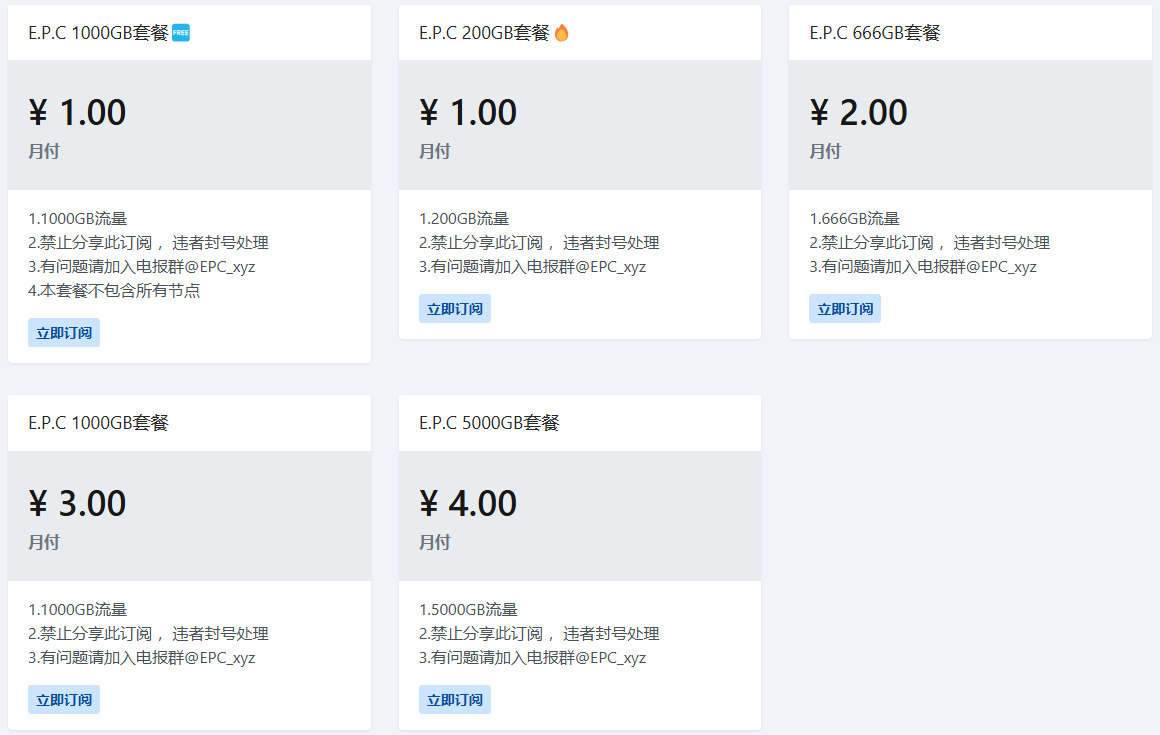 E.P.C 1000GB套餐 FREE
¥ 1.00
月付
1.1000GB流量
2.禁止分享此订阅 ，违者封号处理
3.有问题请加入电报群@EPC_xyz
4.本套餐不包含所有节点
立即订阅
E.P.C 200GB套餐
¥ 1.00
月付
1.200GB流量
2.禁止分享此订阅 ，违者封号处理
3.有问题请加入电报群@EPC_xyz
立即订阅
E.P.C 666GB套餐
¥ 2.00
月付
1.666GB流量
2.禁止分享此订阅 ，违者封号处理
3.有问题请加入电报群@EPC_xyz
立即订阅
E.P.C 1000GB套餐
¥ 3.00
月付
1.1000GB流量
2.禁止分享此订阅 ，违者封号处理
3.有问题请加入电报群@EPC_xyz
立即订阅
E.P.C 5000GB套餐
¥ 4.00
月付
1.5000GB流量
2.禁止分享此订阅 ，违者封号处理
3.有问题请加入电报群@EPC_xyz
立即订阅